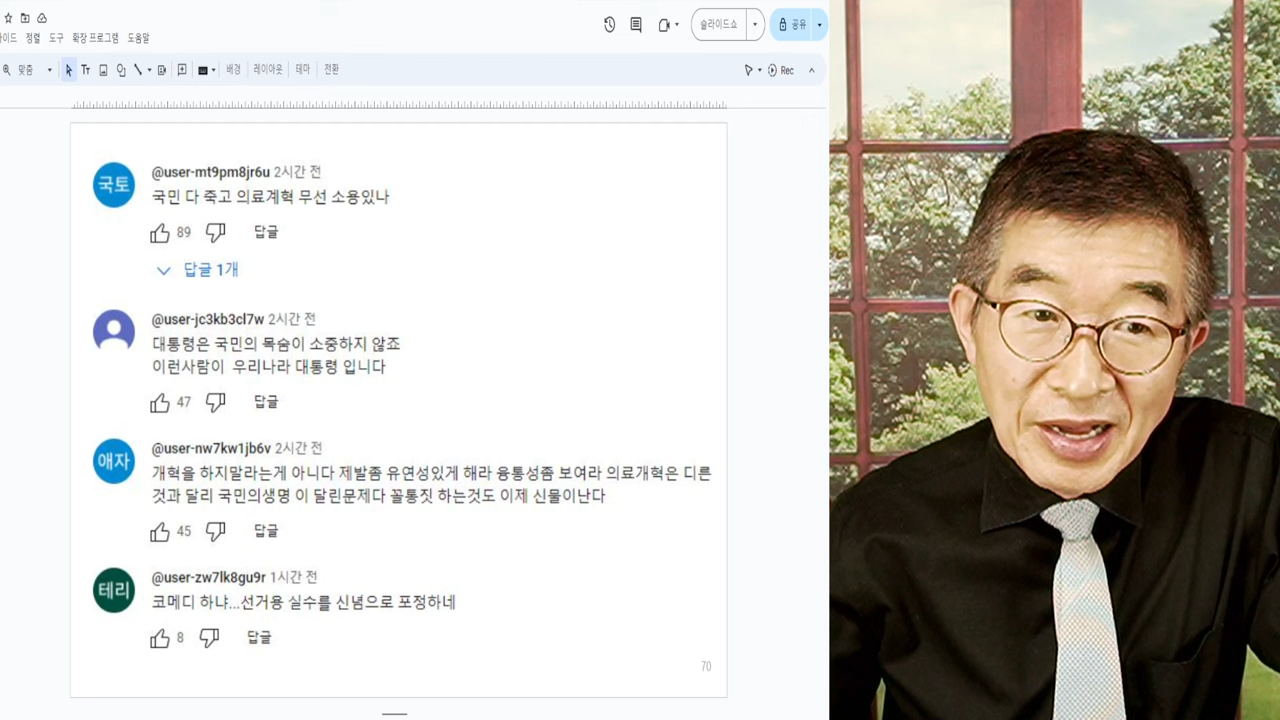 이드 정렬 도구 확장 프로그램 도움말
슬라이드쇼
공유
맞춤
Tт
배경 레이아웃 테마 전환
Rec
국토
@user-mt9pm8jr6u 2시간 전
국민 다 죽고 의료계혁 무선 소용있나
89 답글
답글 1개
@user-jc3kb3cl7w 2시간 전
대통령은 국민의 목숨이 소중하지 않죠
이런사람이 우리나라 대통령 입니다
47 답글
애자
@user-nw7kw1jb6v 2시간 전
개혁을 하지말라는게 아니다 제발좀 유연성있게 해라 융통성좀 보여라 의료개혁은 디른
것과 달리 국민의생명 이 달린문제다 꼴통짓 하는것도 이제 신물이난다
45 답글
테리
@user-zw7lk8gu9r 1시간 전
코메디 하냐...선거용 실수를 신념으로 포정하네
8 답글
70